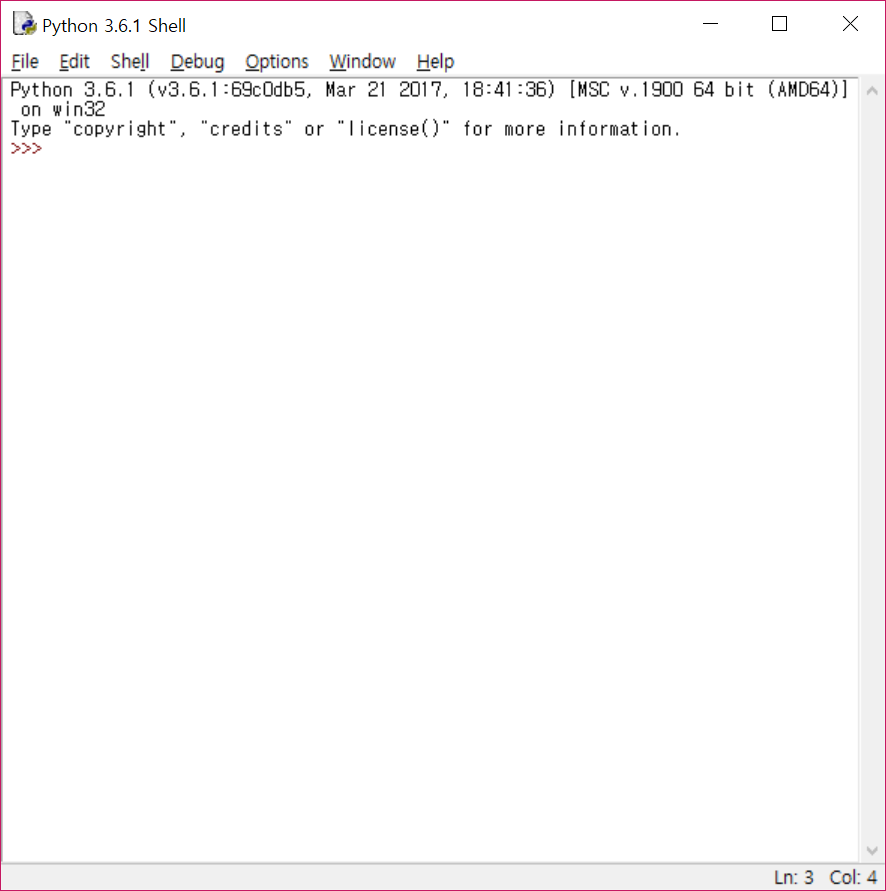 Python 3.6.1 Shell
File Edit Shell Debug Options Window Help
Python 3.6.1 (v3.6.1:69c0db5, Mar 21 2017, 18:41:36) [MSC v.1900 64 bit (AMD64)]
 on win32
Type "copyright", "credits" or "license()" for more information.
>>>
Ln: 3 Col: 4